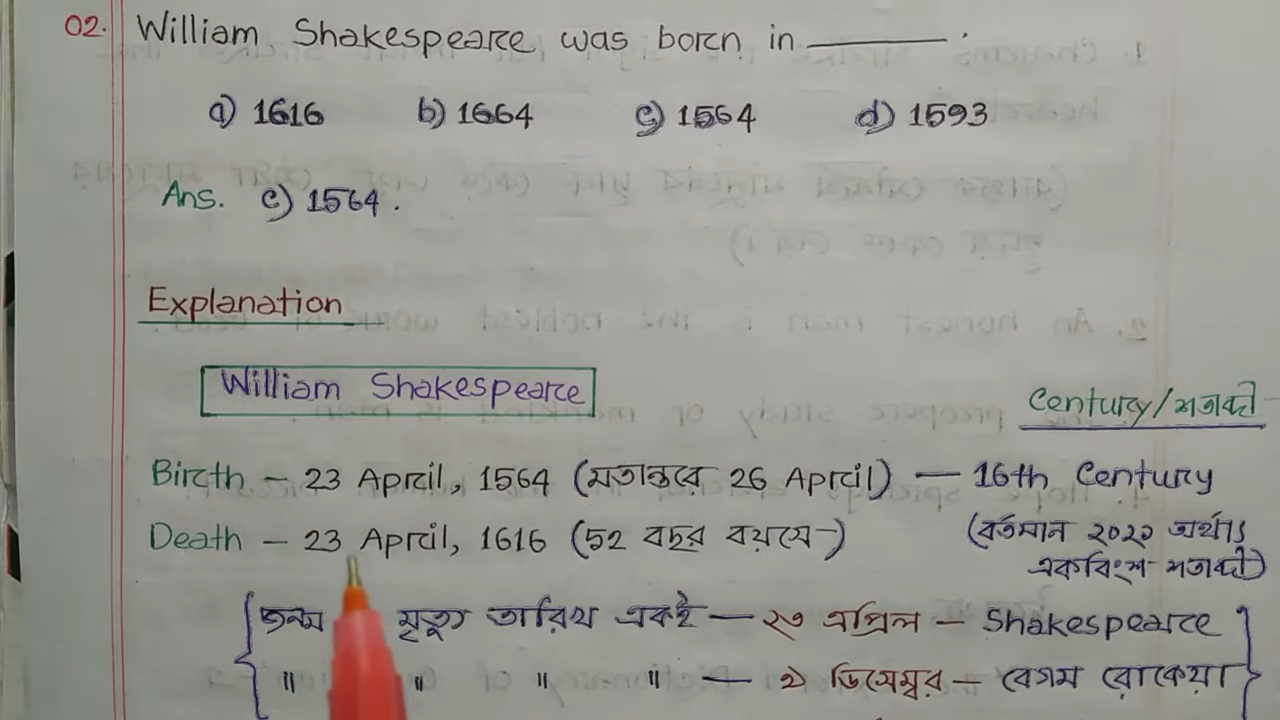 02. William Shakespeare was born in ———.
a) 1616 b) 1664 c) 1564 d) 1593
Ans. c) 1564.
Explanation
William Shakespeare
Century/শতাব্দী
Birth - 23 April, 1564 (মতান্তরে 26 April) — 16th Century
Death - 23 April, 1616 (৫২ বছর বয়সে) (বর্তমান ২০২১ অর্থাৎ
একবিংশ শতাব্দী)
জন্ম মৃত্যু তারিখ একই — ২৩ এপ্রিল - Shakespeare
" " " " — ৯ ডিসেম্বর - বেগম রোকেয়া